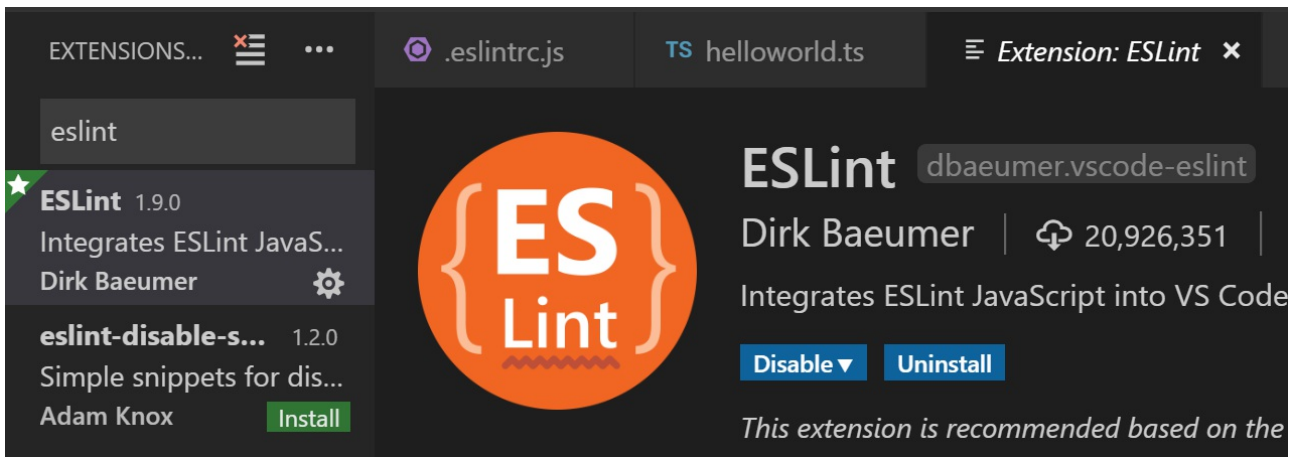 EXTENSIONS...
eslint
ESLint 1.9.0
Integrates ESLint JavaS...
Dirk Baeumer
eslint-disable-s... 1.2.0
Simple snippets for dis...
Adam Knox Install
.eslintrc.js TS helloworld.ts Extension: ESLint
{ES}
Lint
ESLint dbaeumer.vscode-eslint
Dirk Baeumer | 20,926,351 |
Integrates ESLint JavaScript into VS Code
Disable Uninstall
This extension is recommended based on the